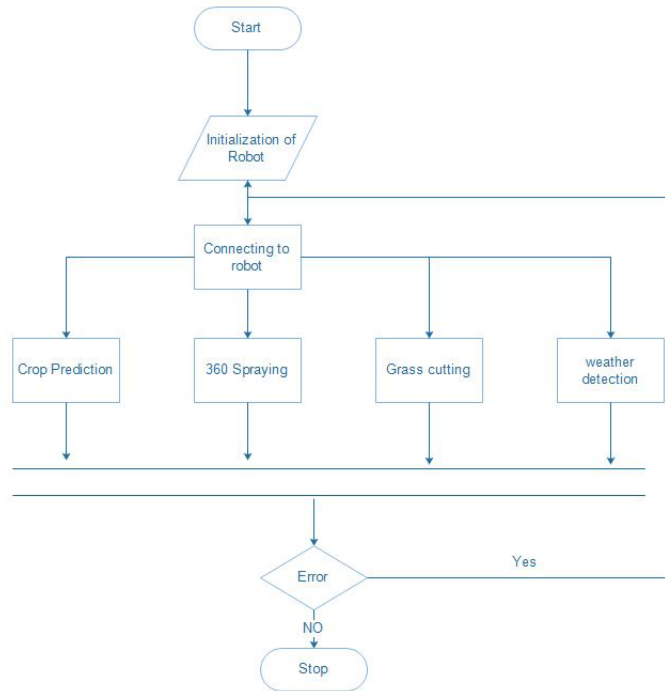 Start
Initialization of
Robot
Connecting to
robot
Crop Prediction
360 Spraying
Grass cutting
weather
detection
Error
Yes
NO
Stop